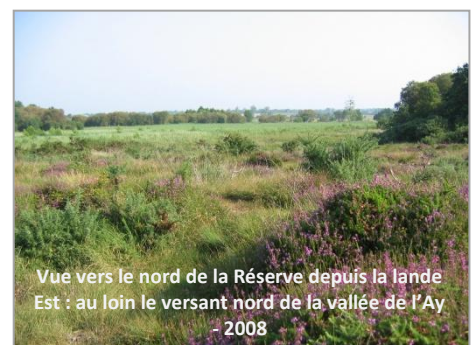 Vue vers le nord de la Réserve depuis la lande
Est : au loin le versant nord de la vallée de l'Ay
- 2008